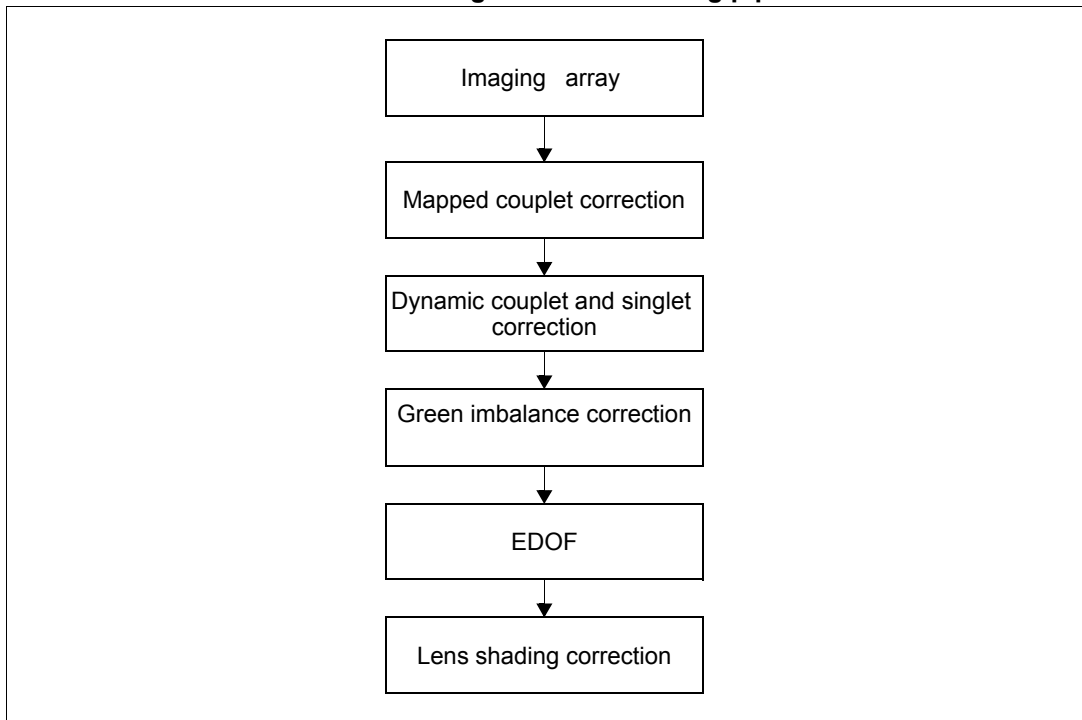 Imaging array
Mapped couplet correction
Dynamic couplet and singlet
correction
Green imbalance correction
EDOF
Lens shading correction